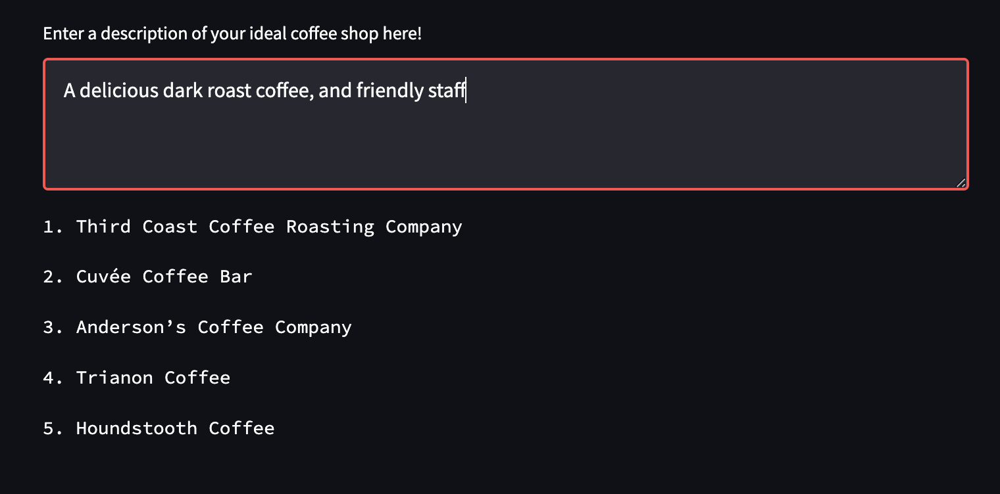 Enter a description of your ideal coffee shop here!
A delicious dark roast coffee, and friendly staff
1. Third Coast Coffee Roasting Company
2. Cuvée Coffee Bar
3. Anderson’s Coffee Company
4. Trianon Coffee
5. Houndstooth Coffee